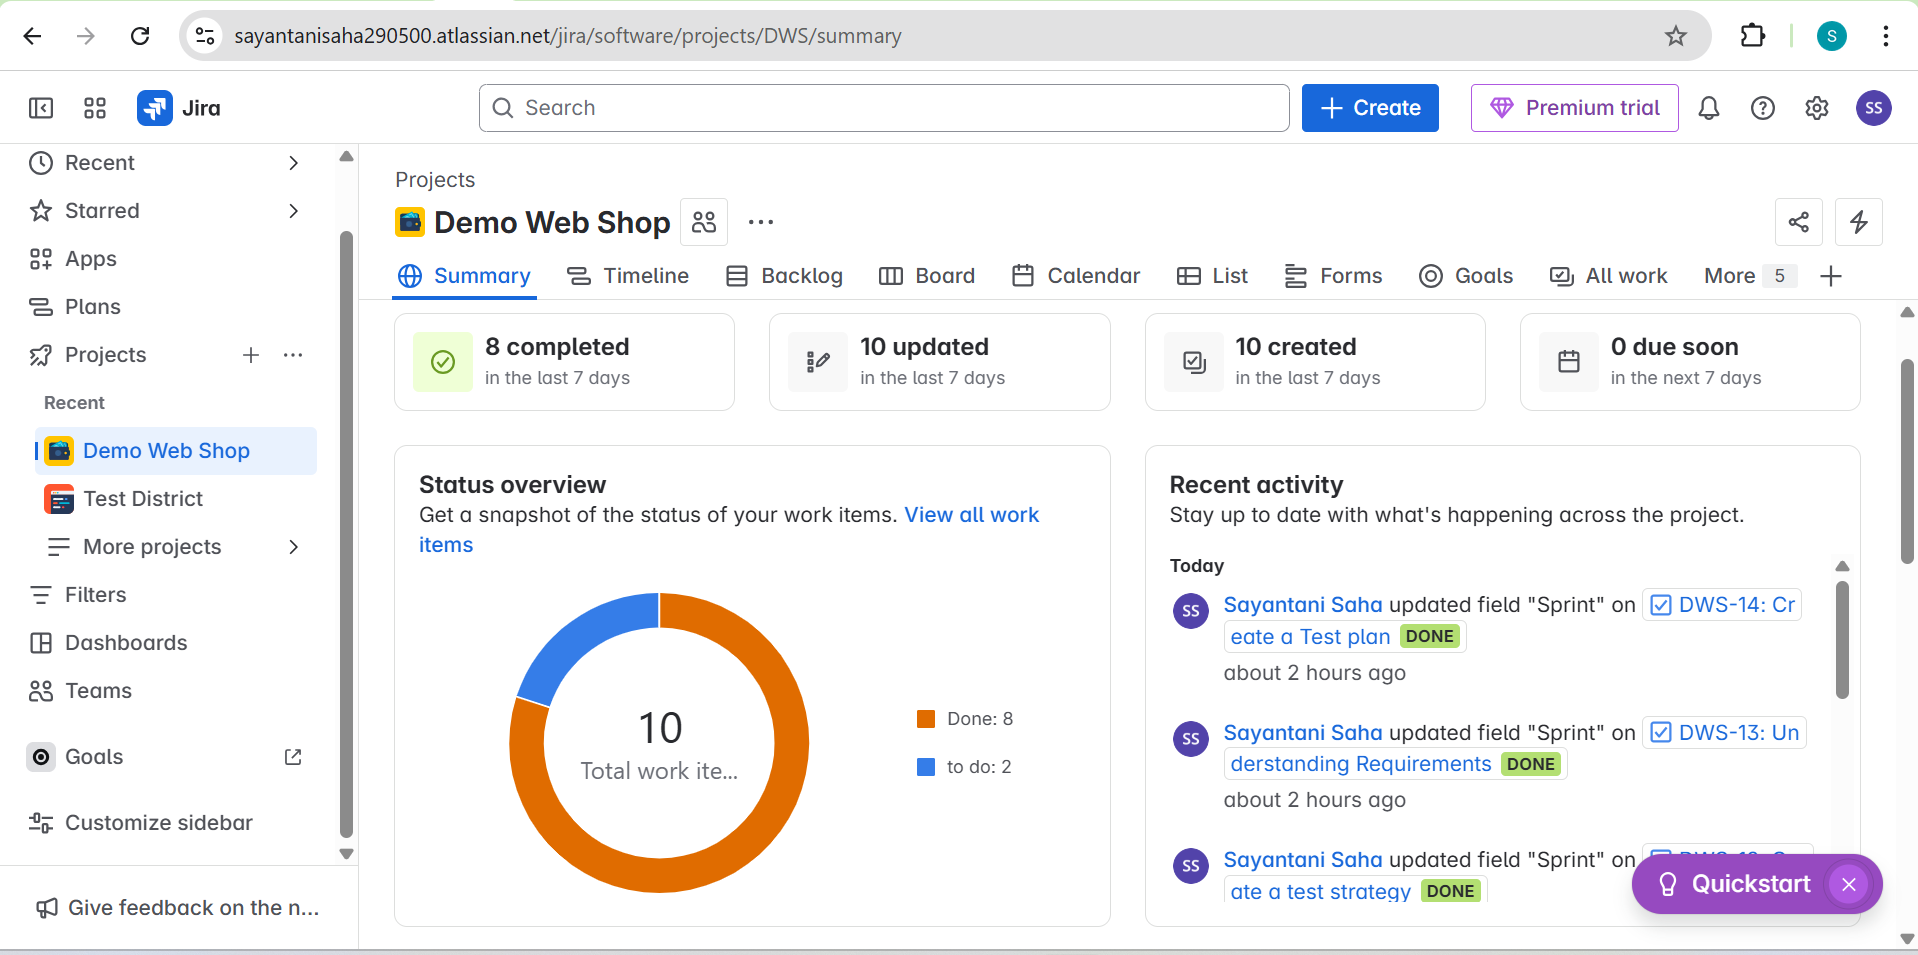 sayantanisaha290500.atlassian.net/jira/software/projects/DWS/summary
S
Jira
Search
Create
Premium trial
SS
Recent
Starred
Apps
Plans
Projects
Recent
Demo Web Shop
Test District
More projects
Filters
Dashboards
Teams
Goals
Customize sidebar
Give feedback on the n...
Projects
Demo Web Shop
Summary
Timeline
Backlog
Board
Calendar
List
Forms
Goals
All work
More 5
8 completed
in the last 7 days
10 updated
in the last 7 days
10 created
in the last 7 days
0 due soon
in the next 7 days
Status overview
Get a snapshot of the status of your work items. View all work
items
10
Total work ite...
Done: 8
to do: 2
Recent activity
Stay up to date with what's happening across the project.
Today
SS
Sayantani Saha updated field "Sprint" on DWS-14: Cr
eate a Test plan DONE
about 2 hours ago
SS
Sayantani Saha updated field "Sprint" on DWS-13: Un
derstanding Requirements DONE
about 2 hours ago
SS
Sayantani Saha updated field "Sprint" on
ate a test strategy DONE
Quickstart